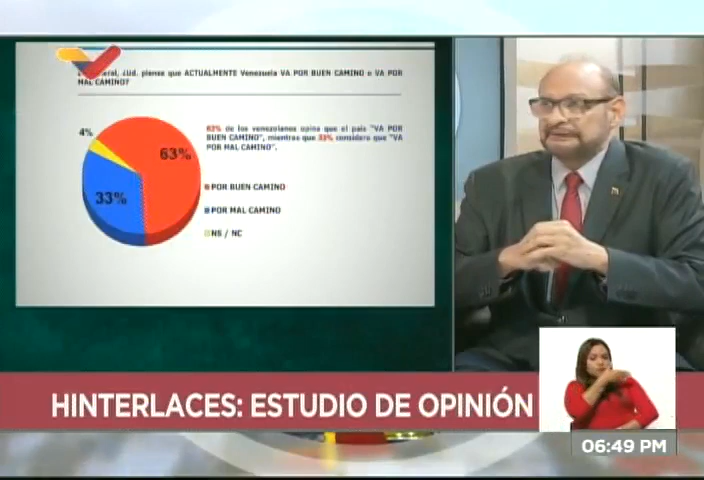 general, ¿Ud. piensa que ACTUALMENTE Venezuela VA POR BUEN CAMINO o VA POR
MAL CAMINO?
4%
63%
33%
63% de los venezolanos opina que el país "VA POR
BUEN CAMINO", mientras que 33% considera que "VA
POR MAL CAMINO".
POR BUEN CAMINO
POR MAL CAMINO
NS / NC
HINTERLACES: ESTUDIO DE OPINIÓN
06:49 PM